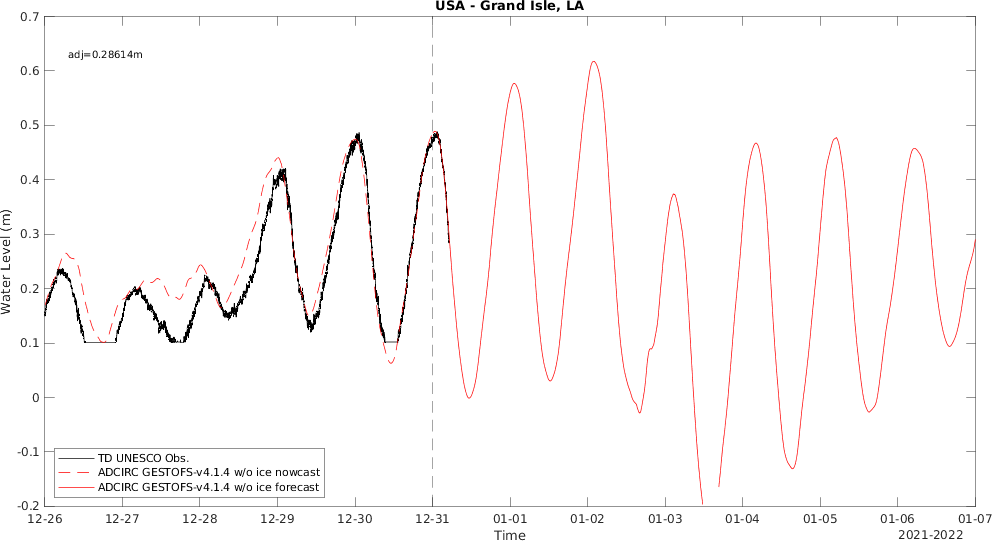 USA - Grand Isle, LA
adj=0.28614m
0.7
0.6
0.5
0.4
0.3
0.2
0.1
0
-0.1
-0.2
Water Level (m)
TD UNESCO Obs.
ADCIRC GESTOFS-v4.1.4 w/o ice nowcast
ADCIRC GESTOFS-v4.1.4 w/o ice forecast
12-26 12-27 12-28 12-29 12-30 12-31 01-01 01-02 01-03 01-04 01-05 01-06 01-07
Time
2021-2022